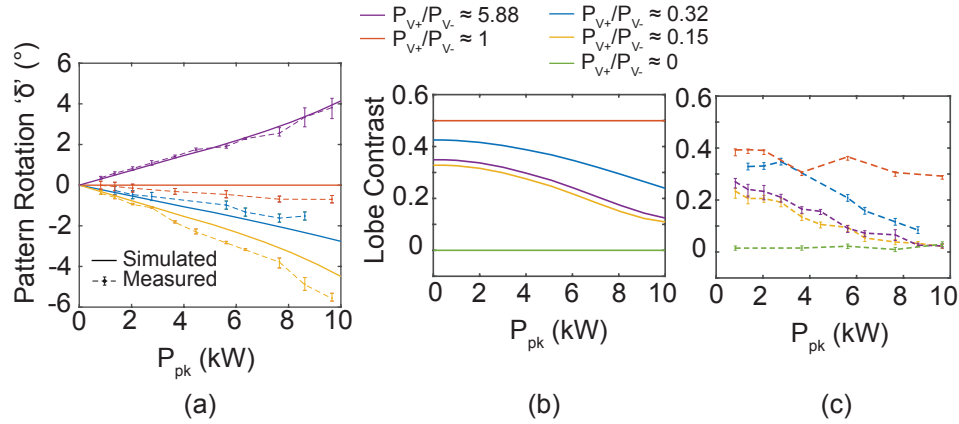 P_V+/P_V- ≈ 5.88
P_V+/P_V- ≈ 1
P_V+/P_V- ≈ 0.32
P_V+/P_V- ≈ 0.15
P_V+/P_V- ≈ 0
Pattern Rotation 'δ' (°)
6
4
2
0
-2
-4
-6
Simulated
Measured
0 2 4 6 8 10
P_pk (kW)
(a)
Lobe Contrast
0.6
0.4
0.2
0
0 2 4 6 8 10
P_pk (kW)
(b)
0.6
0.4
0.2
0
0 2 4 6 8 10
P_pk (kW)
(c)